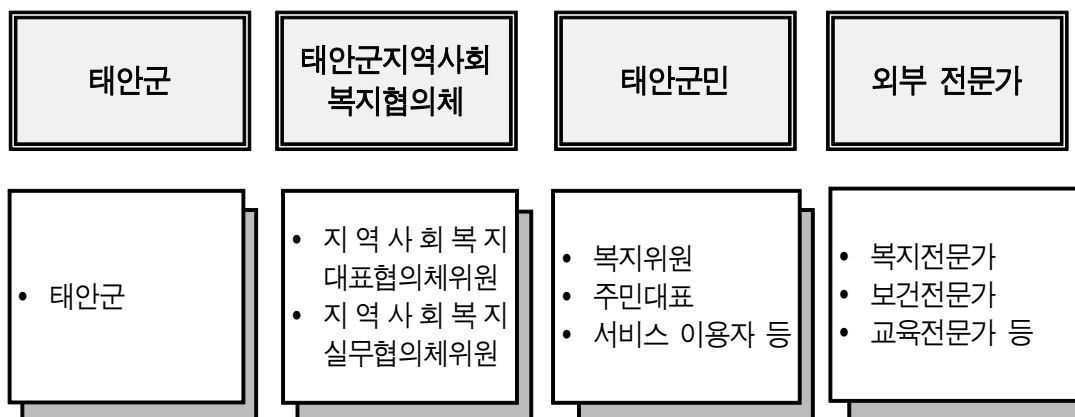 태안군
태안군지역사회
복지협의체
태안군민
외부 전문가
• 태안군
• 지역사회복지
대표협의체위원
• 지역사회복지
실무협의체위원
• 복지위원
• 주민대표
• 서비스 이용자 등
• 복지전문가
• 보건전문가
• 교육전문가 등